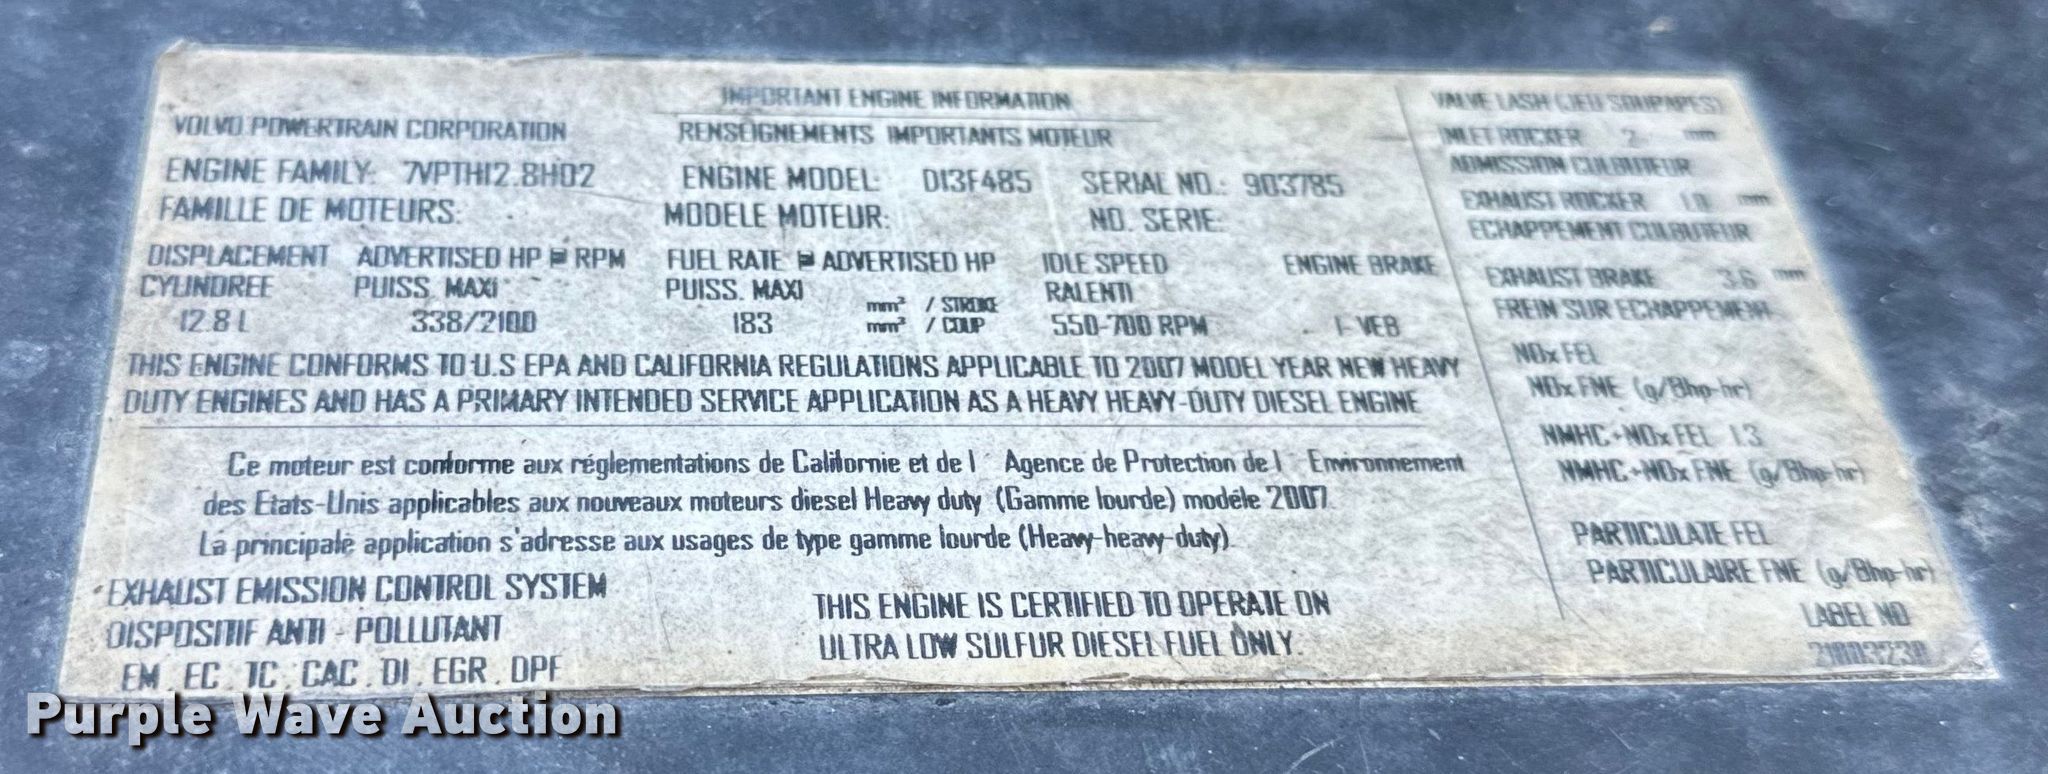 IMPORTANT ENGINE INFORMATION
VOLVO POWERTRAIN CORPORATION RENSEIGNEMENTS IMPORTANTS MOTEUR
ENGINE FAMILY: 7VPTH12.8H02 ENGINE MODEL: D13F485 SERIAL NO.: 903785
FAMILLE DE MOTEURS: MODELE MOTEUR: NO. SERIE:
DISPLACEMENT ADVERTISED HP @ RPM FUEL RATE @ ADVERTISED HP IDLE SPEED ENGINE BRAKE
CYLINDREE PUISS. MAXI PUISS. MAXI mm³ / STROKE RALENTI
12.8 L 338/2100 183 mm³ / COUP 550-700 RPM 1- VEB
THIS ENGINE CONFORMS TO U.S EPA AND CALIFORNIA REGULATIONS APPLICABLE TO 2007 MODEL YEAR NEW HEAVY
DUTY ENGINES AND HAS A PRIMARY INTENDED SERVICE APPLICATION AS A HEAVY HEAVY-DUTY DIESEL ENGINE
Ce moteur est conforme aux réglementations de Californie et de l Agence de Protection de l Environnement
des Etats-Unis applicables aux nouveaux moteurs diesel Heavy duty (Gamme lourde) modéle 2007.
La principale application s'adresse aux usages de type gamme lourde (Heavy-heavy-duty).
EXHAUST EMISSION CONTROL SYSTEM
DISPOSITIF ANTI - POLLUTANT
EM , EC , TC , CAC , DI , EGR , DPF
THIS ENGINE IS CERTIFIED TO OPERATE ON
ULTRA LOW SULFUR DIESEL FUEL ONLY.
VALVE LASH (JEU SOUPAPES)
INLET ROCKER .2 mm
ADMISSION CULBUTEUR
EXHAUST ROCKER mm
ECHAPPEMENT CULBUTEUR
EXHAUST BRAKE 3.6 mm
FREIN SUR ECHAPPEMENT
NOx FEL
NOx FNE (g/Bhp-hr)
NMHC+NOx FEL 1.3
NMHC+NOx FNE (g/Bhp-hr)
PARTICULATE FEL
PARTICULAIRE FNE (g/Bhp-hr)
LABEL NO
Purple Wave Auction